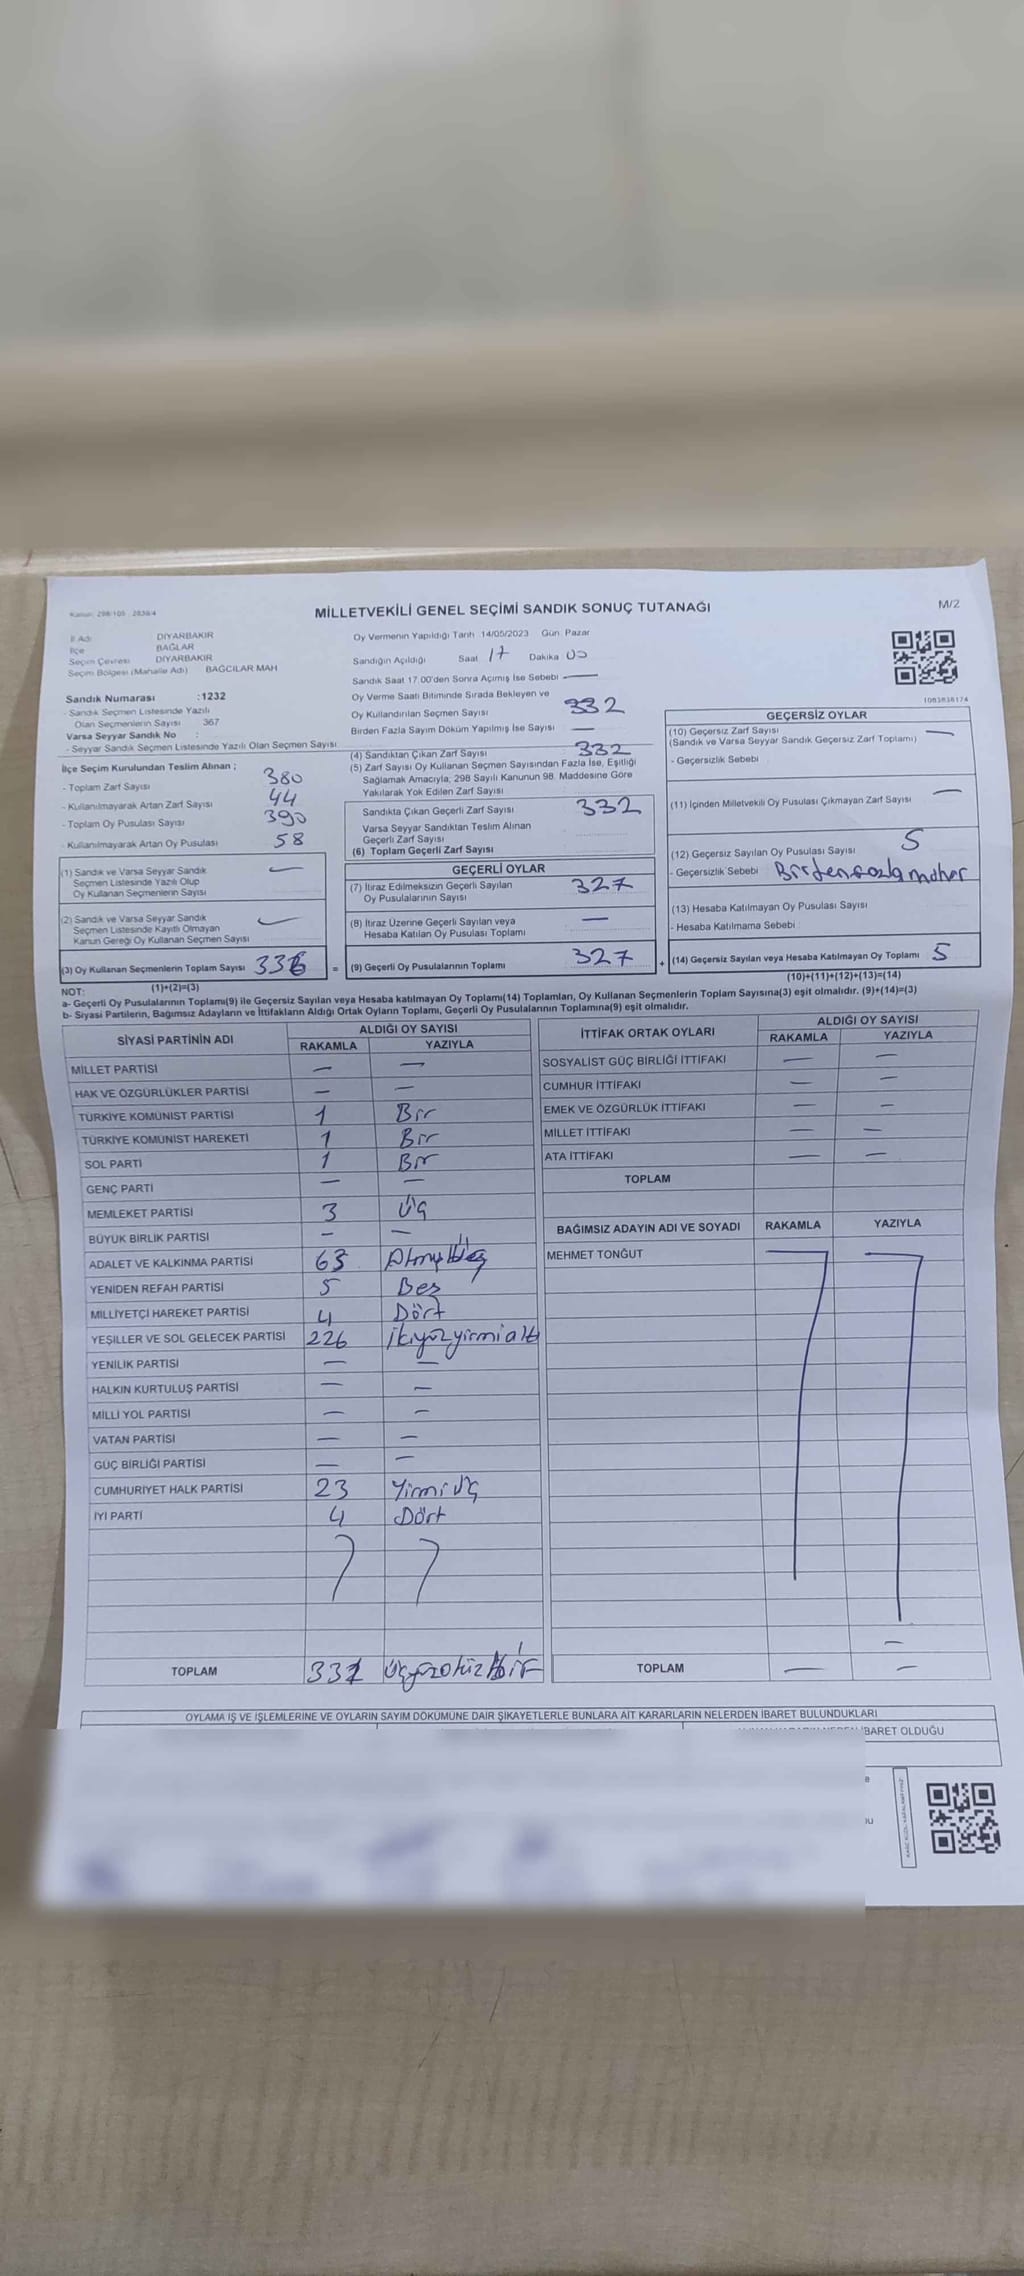 Kanun: 298/105 2839/4
MİLLETVEKİLİ GENEL SEÇİMİ SANDIK SONUÇ TUTANAĞI
M/2
İl Adı DİYARBAKIR
İlçe BAĞLAR
Seçim Çevresi DİYARBAKIR
Seçim Bölgesi (Mahalle Adı) BAĞCILAR MAH
Sandık Numarası :1232
- Sandık Seçmen Listesinde Yazılı
Olan Seçmenlerin Sayısı 367
Varsa Seyyar Sandık No :
- Seyyar Sandık Seçmen Listesinde Yazılı Olan Seçmen Sayısı
Oy Vermenin Yapıldığı Tarih 14/05/2023 Gün Pazar
Sandığın Açıldığı Saat 17 Dakika 00
Sandık Saat 17.00'den Sonra Açımış İse Sebebi —
Oy Verme Saati Bitiminde Sırada Bekleyen ve
Oy Kullandırılan Seçmen Sayısı 332
Birden Fazla Sayım Döküm Yapılmış İse Sayısı —
1083838174
İlçe Seçim Kurulundan Teslim Alınan ;
- Toplam Zarf Sayısı 380
- Kullanılmayarak Artan Zarf Sayısı 44
- Toplam Oy Pusulası Sayısı 390
- Kullanılmayarak Artan Oy Pusulası 58
(1) Sandık ve Varsa Seyyar Sandık
Seçmen Listesinde Yazılı Olup
Oy Kullanan Seçmenlerin Sayısı —
(2) Sandık ve Varsa Seyyar Sandık
Seçmen Listesinde Kayıtlı Olmayan
Kanun Gereği Oy Kullanan Seçmen Sayısı —
(3) Oy Kullanan Seçmenlerin Toplam Sayısı 336 =
(1)+(2)=(3)
(4) Sandıktan Çıkan Zarf Sayısı 332
(5) Zarf Sayısı Oy Kullanan Seçmen Sayısından Fazla İse, Eşitliği
Sağlamak Amacıyla; 298 Sayılı Kanunun 98. Maddesine Göre
Yakılarak Yok Edilen Zarf Sayısı
Sandıkta Çıkan Geçerli Zarf Sayısı 332
Varsa Seyyar Sandıktan Teslim Alınan
Geçerli Zarf Sayısı
(6) Toplam Geçerli Zarf Sayısı
GEÇERLİ OYLAR
(7) İtiraz Edilmeksizin Geçerli Sayılan
Oy Pusulalarının Sayısı 327
(8) İtiraz Üzerine Geçerli Sayılan veya
Hesaba Katılan Oy Pusulası Toplamı —
(9) Geçerli Oy Pusulalarının Toplamı 327 +
GEÇERSİZ OYLAR
(10) Geçersiz Zarf Sayısı
(Sandık ve Varsa Seyyar Sandık Geçersiz Zarf Toplamı) —
- Geçersizlik Sebebi
(11) İçinden Milletvekili Oy Pusulası Çıkmayan Zarf Sayısı —
(12) Geçersiz Sayılan Oy Pusulası Sayısı 5
- Geçersizlik Sebebi Birden fazla mühür
(13) Hesaba Katılmayan Oy Pusulası Sayısı
- Hesaba Katılmama Sebebi
(14) Geçersiz Sayılan veya Hesaba Katılmayan Oy Toplamı 5
(10)+(11)+(12)+(13)=(14)
NOT:
a- Geçerli Oy Pusulalarının Toplamı(9) ile Geçersiz Sayılan veya Hesaba katılmayan Oy Toplamı(14) Toplamları, Oy Kullanan Seçmenlerin Toplam Sayısına(3) eşit olmalıdır. (9)+(14)=(3)
b- Siyasi Partilerin, Bağımsız Adayların ve İttifakların Aldığı Ortak Oyların Toplamı, Geçerli Oy Pusulalarının Toplamına(9) eşit olmalıdır.
SİYASİ PARTİNİN ADI ALDIĞI OY SAYISI
RAKAMLA YAZIYLA
MİLLET PARTİSİ — —
HAK VE ÖZGÜRLÜKLER PARTİSİ — —
TÜRKİYE KOMÜNİST PARTİSİ 1 Bir
TÜRKİYE KOMÜNİST HAREKETİ 1 Bir
SOL PARTİ 1 Bir
GENÇ PARTİ — —
MEMLEKET PARTİSİ 3 Üç
BÜYÜK BİRLİK PARTİSİ — —
ADALET VE KALKINMA PARTİSİ 63
YENİDEN REFAH PARTİSİ 5 Beş
MİLLİYETÇİ HAREKET PARTİSİ 4 Dört
YEŞİLLER VE SOL GELECEK PARTİSİ 226 İkiyüzyirmialtı
YENİLİK PARTİSİ — —
HALKIN KURTULUŞ PARTİSİ — —
MİLLİ YOL PARTİSİ — —
VATAN PARTİSİ — —
GÜÇ BİRLİĞİ PARTİSİ — —
CUMHURİYET HALK PARTİSİ 23 Yirmi üç
İYİ PARTİ 4 Dört
TOPLAM 331 Üçyüzotuzbir
İTTİFAK ORTAK OYLARI ALDIĞI OY SAYISI
RAKAMLA YAZIYLA
SOSYALİST GÜÇ BİRLİĞİ İTTİFAKI — —
CUMHUR İTTİFAKI — —
EMEK VE ÖZGÜRLÜK İTTİFAKI — —
MİLLET İTTİFAKI — —
ATA İTTİFAKI — —
TOPLAM
BAĞIMSIZ ADAYIN ADI VE SOYADI RAKAMLA YAZIYLA
MEHMET TONĞUT
TOPLAM — —
OYLAMA İŞ VE İŞLEMLERİNE VE OYLARIN SAYIM DÖKÜMÜNE DAİR ŞİKAYETLERLE BUNLARA AİT KARARLARIN NELERDEN İBARET BULUNDUKLARI
İBARET OLDUĞU